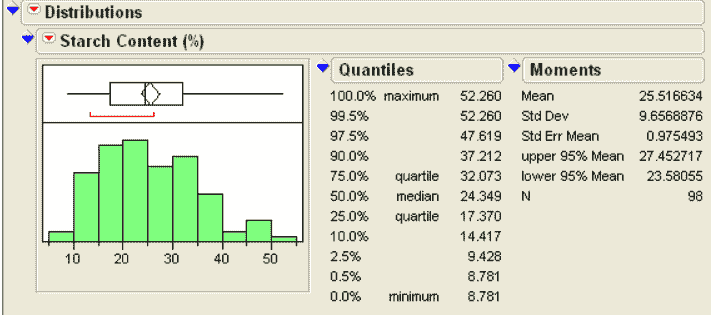 Distributions
Starch Content (%)
10 20 30 40 50
Quantiles
100.0% maximum 52.260
99.5% 52.260
97.5% 47.619
90.0% 37.212
75.0% quartile 32.073
50.0% median 24.349
25.0% quartile 17.370
10.0% 14.417
2.5% 9.428
0.5% 8.781
0.0% minimum 8.781
Moments
Mean 25.516634
Std Dev 9.6568876
Std Err Mean 0.975493
upper 95% Mean 27.452717
lower 95% Mean 23.58055
N 98